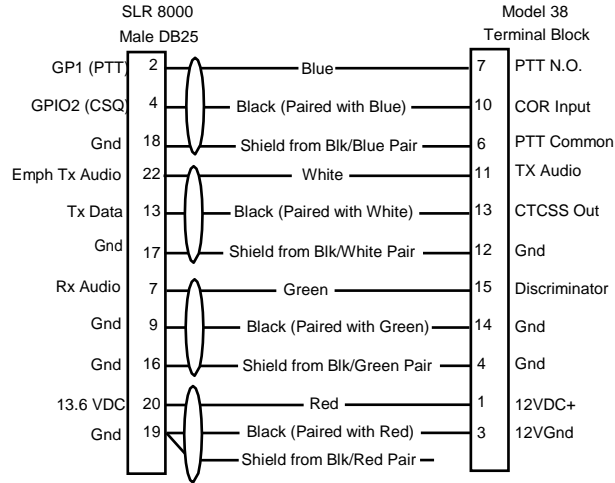 SLR 8000 Model 38
Male DB25 Terminal Block
GP1 (PTT) 2 Blue 7 PTT N.O.
GPIO2 (CSQ) 4 Black (Paired with Blue) 10 COR Input
Gnd 18 Shield from Blk/Blue Pair 6 PTT Common
Emph Tx Audio 22 White 11 TX Audio
Tx Data 13 Black (Paired with White) 13 CTCSS Out
Gnd 17 Shield from Blk/White Pair 12 Gnd
Rx Audio 7 Green 15 Discriminator
Gnd 9 Black (Paired with Green) 14 Gnd
Gnd 16 Shield from Blk/Green Pair 4 Gnd
13.6 VDC 20 Red 1 12VDC+
Gnd 19 Black (Paired with Red) 3 12VGnd
Shield from Blk/Red Pair